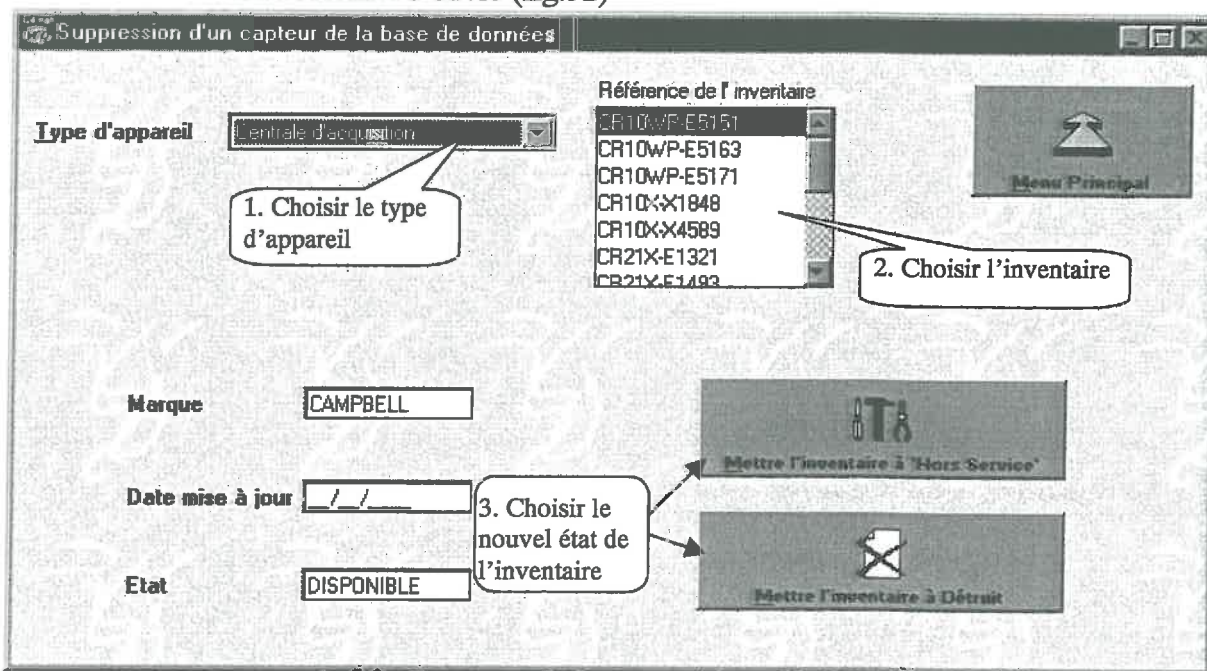 Suppression d'un capteur de la base de données
Référence de l'inventaire
Type d'appareil
Centrale d'acquisition
CR10WP-E5151
CR10WP-E5163
CR10WP-E5171
CR10X-X1848
CR10X-X4589
CR21X-E1321
CR21X-E1493
Menu Principal
1. Choisir le type
d'appareil
2. Choisir l'inventaire
Marque
CAMPBELL
Mettre l'inventaire à 'Hors Service'
Date mise à jour
__/__/____
3. Choisir le
nouvel état de
l'inventaire
Etat
DISPONIBLE
Mettre l'inventaire à Détruit